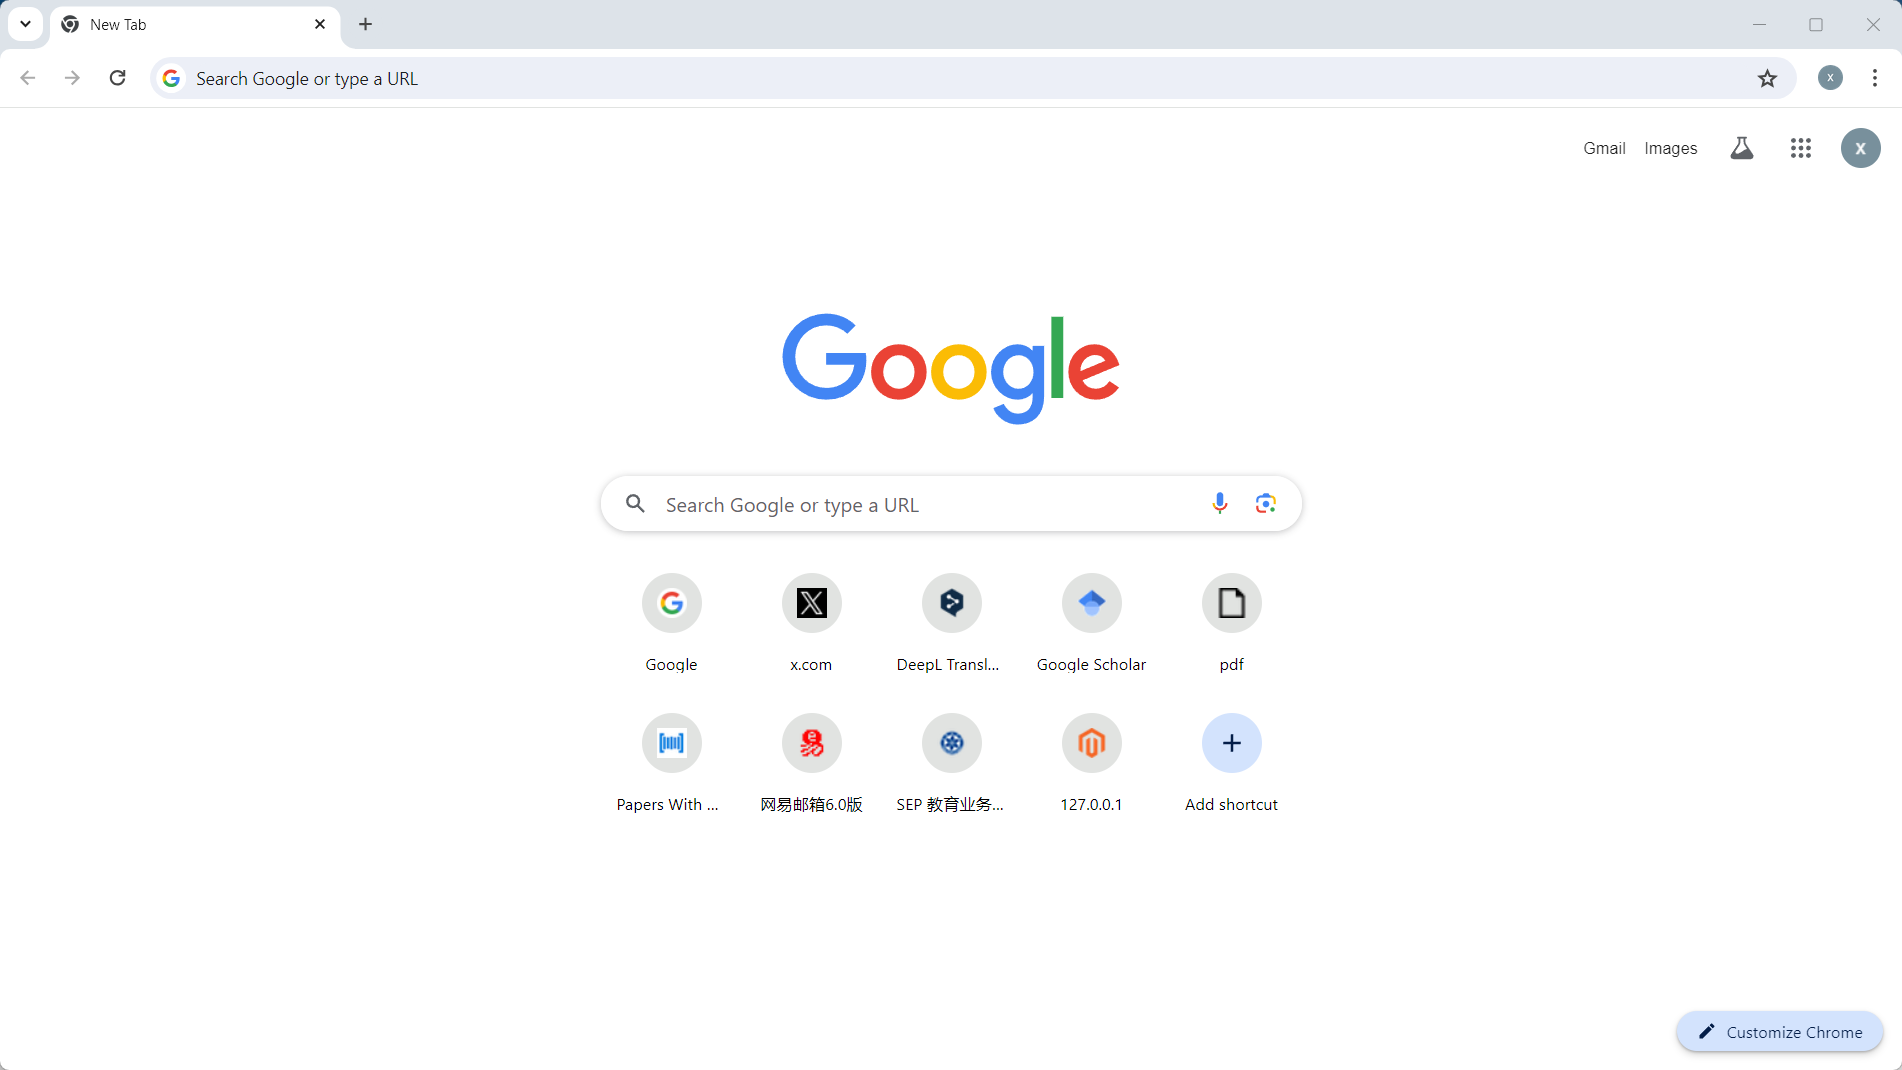 New Tab
Search Google or type a URL
x
Gmail Images
x
Google
Search Google or type a URL
Google
x.com
DeepL Transl...
Google Scholar
pdf
Papers With ...
网易邮箱6.0版
SEP 教育业务...
127.0.0.1
Add shortcut
Customize Chrome